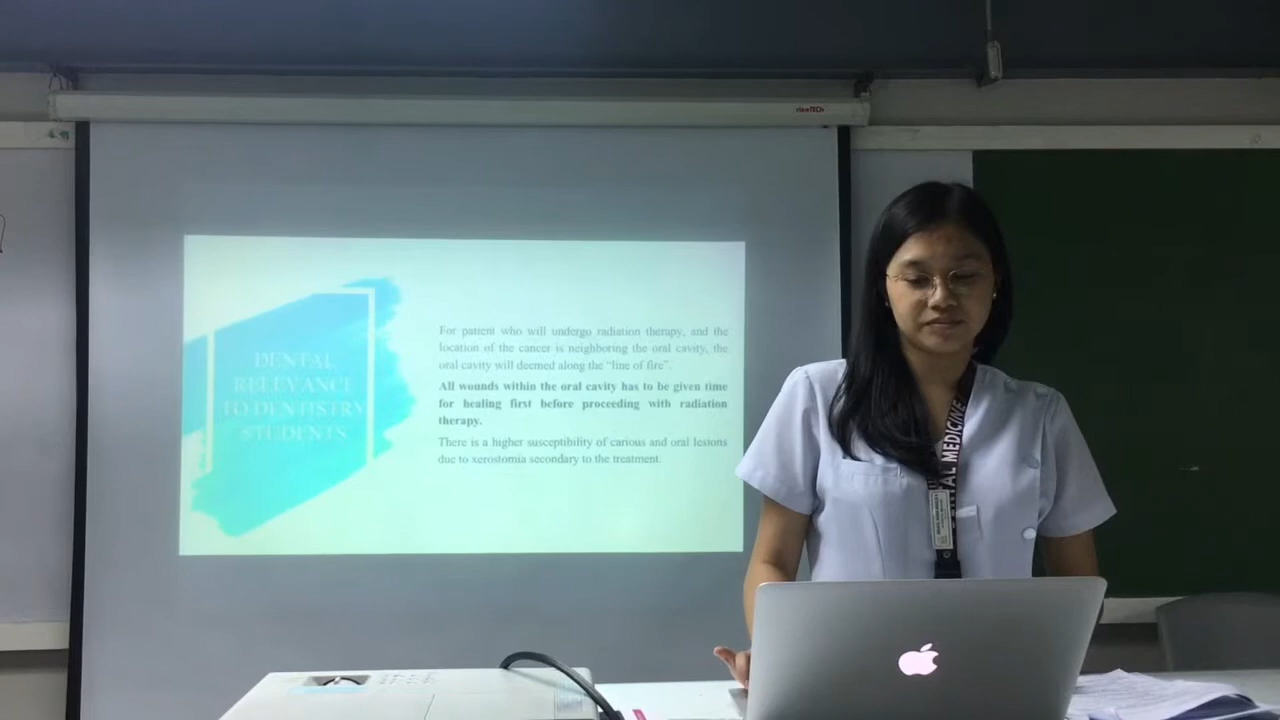 DENTAL
RELEVANCE
TO DENTISTRY
STUDENTS
For patient who will undergo radiation therapy, and the
location of the cancer is neighboring the oral cavity, the
oral cavity will deemed along the “line of fire”.
All wounds within the oral cavity has to be given time
for healing first before proceeding with radiation
therapy.
There is a higher susceptibility of carious and oral lesions
due to xerostomia secondary to the treatment.
MEDICINE